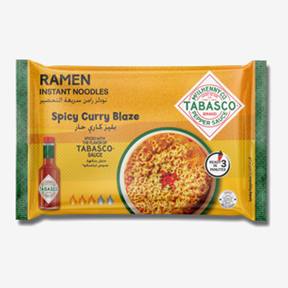 RAMEN
INSTANT NOODLES
نودلز رامن سريعة التحضير
Spicy Curry Blaze
بليز كاري حار
SPICED WITH
THE FLAVOR OF
TABASCO®
SAUCE
McILHENNY CO.
TABASCO
BRAND
PEPPER SAUCE
READY IN
3
MINUTES